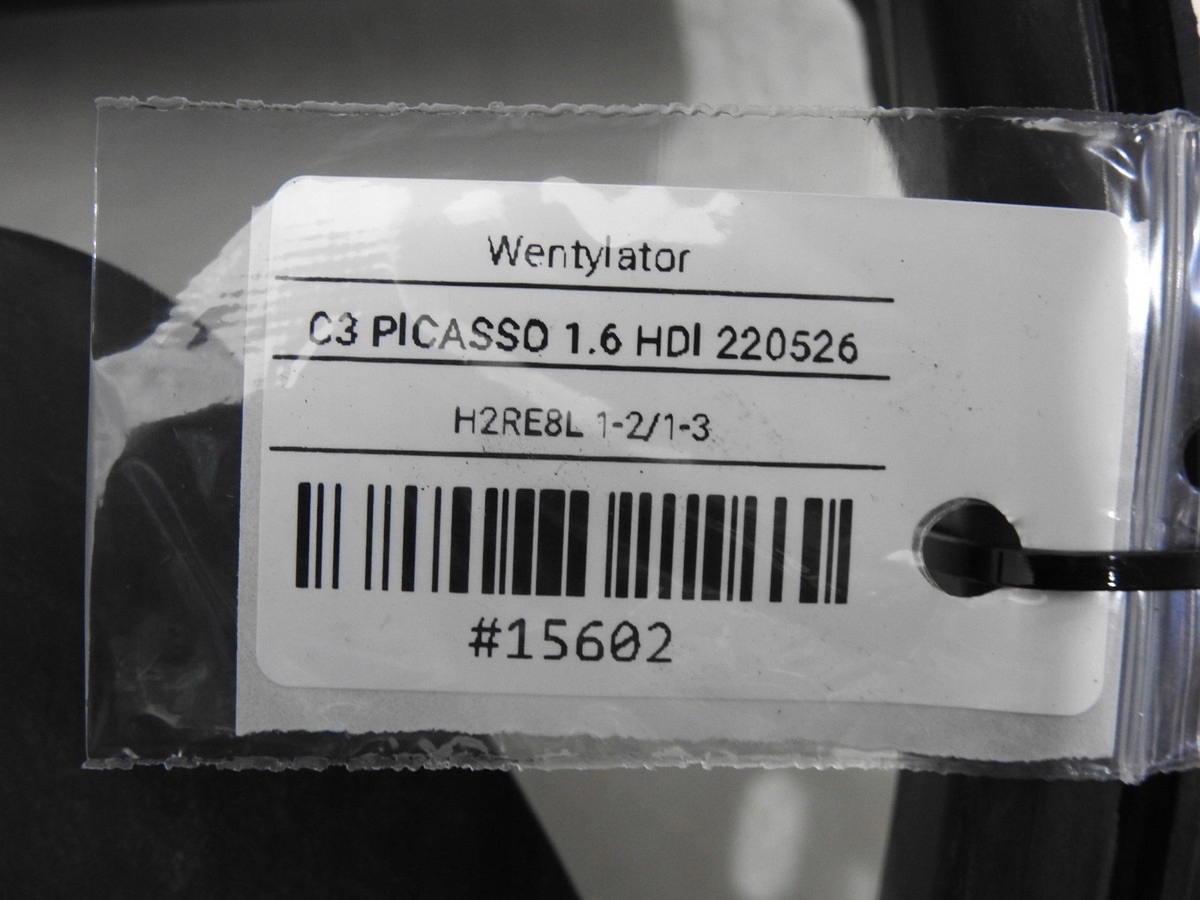 Wentylator
C3 PICASSO 1.6 HDI 220526
H2RE8L 1-2/1-3
#15602